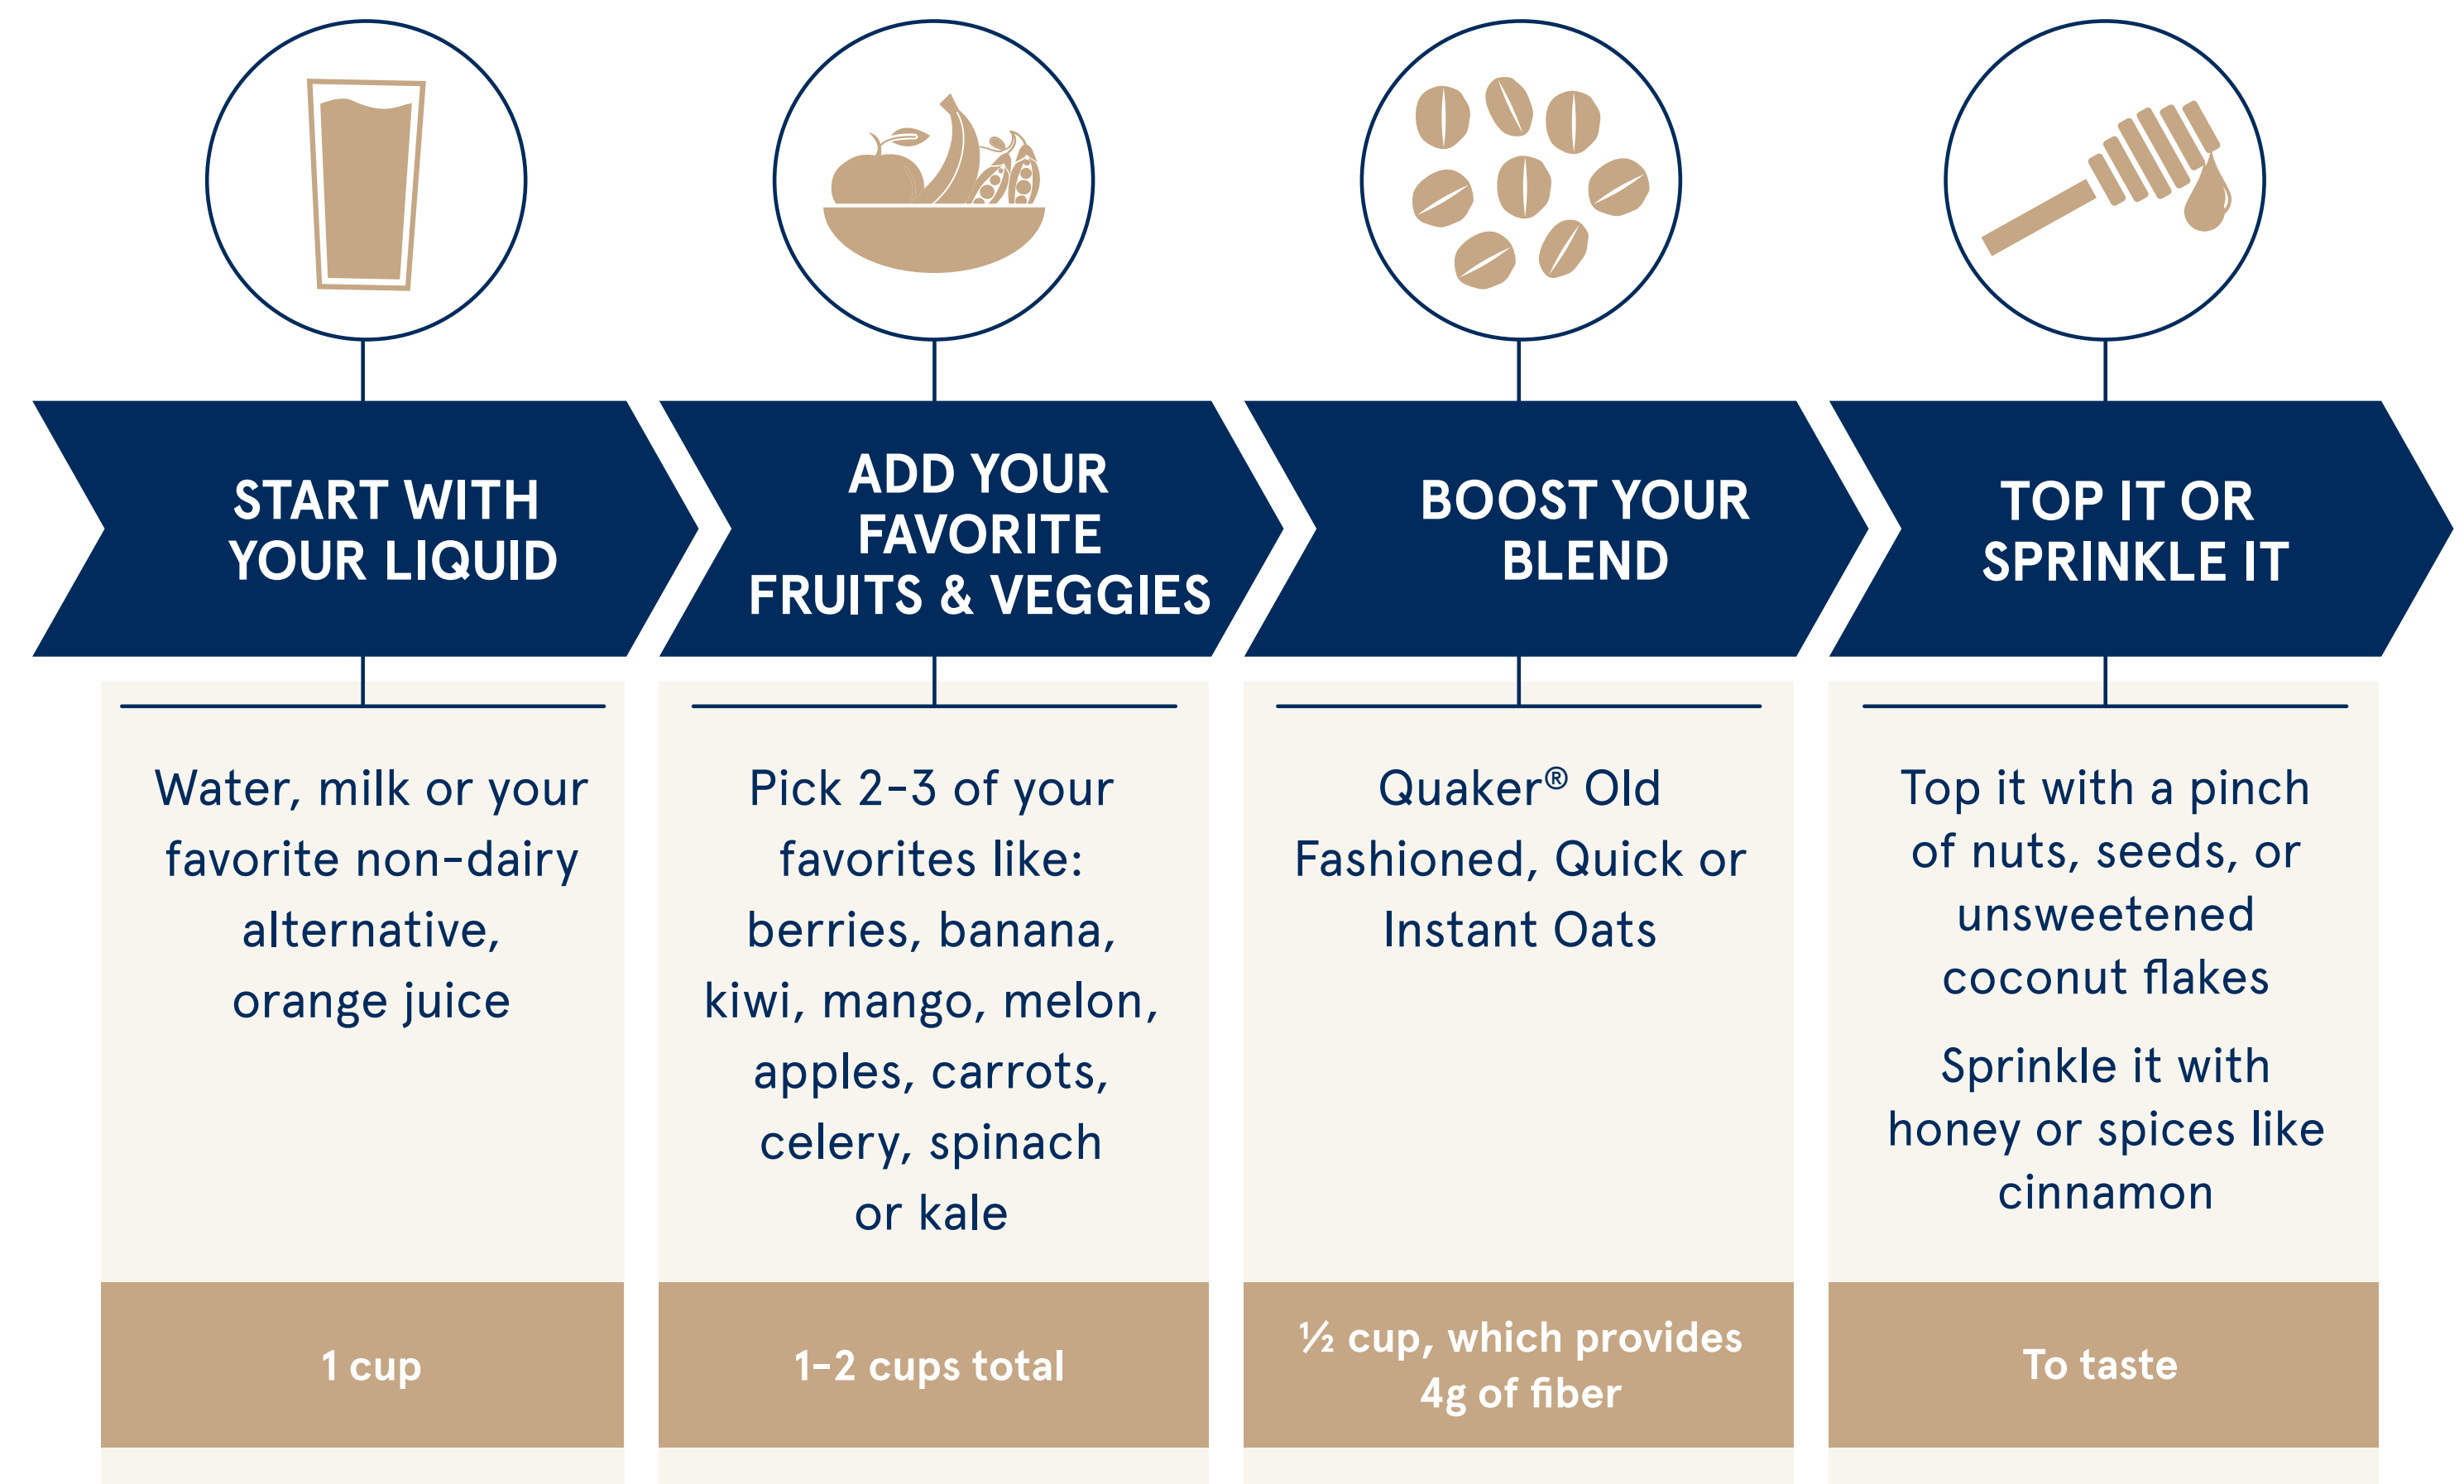 START WITH
YOUR LIQUID
Water, milk or your
favorite non-dairy
alternative,
orange juice
1 cup
ADD YOUR
FAVORITE
FRUITS & VEGGIES
Pick 2-3 of your
favorites like:
berries, banana,
kiwi, mango, melon,
apples, carrots,
celery, spinach
or kale
1-2 cups total
BOOST YOUR
BLEND
Quaker® Old
Fashioned, Quick or
Instant Oats
½ cup, which provides
4g of fiber
TOP IT OR
SPRINKLE IT
Top it with a pinch
of nuts, seeds, or
unsweetened
coconut flakes
Sprinkle it with
honey or spices like
cinnamon
To taste